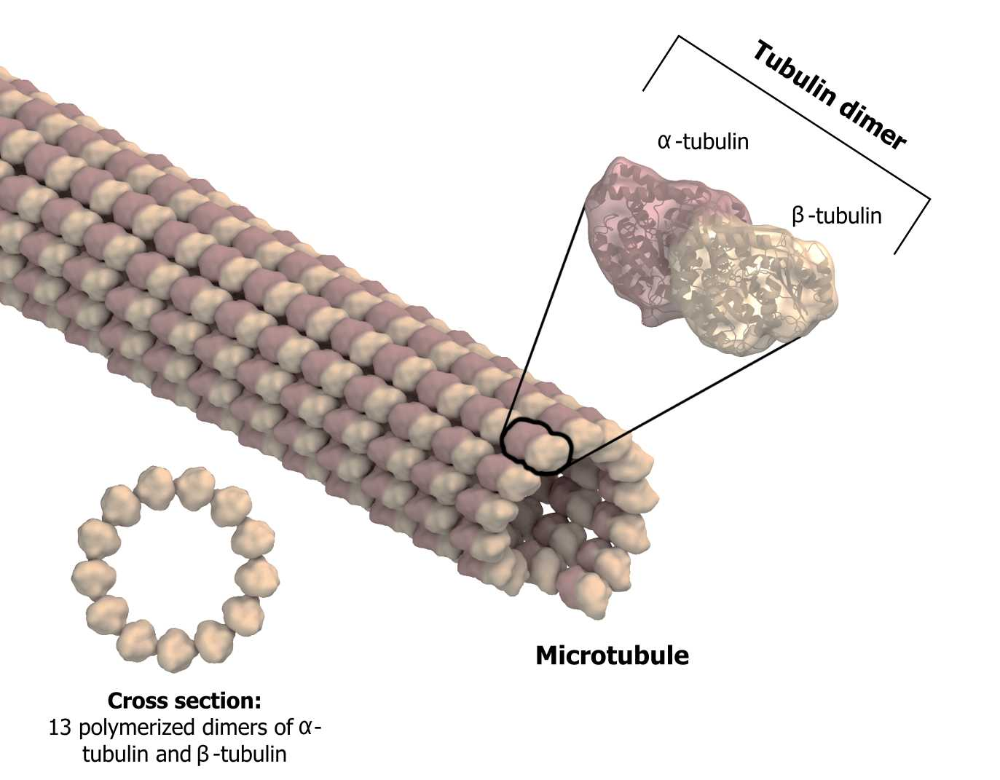 Tubulin dimer
α-tubulin
β-tubulin
Microtubule
Cross section:
13 polymerized dimers of α-
tubulin and β-tubulin